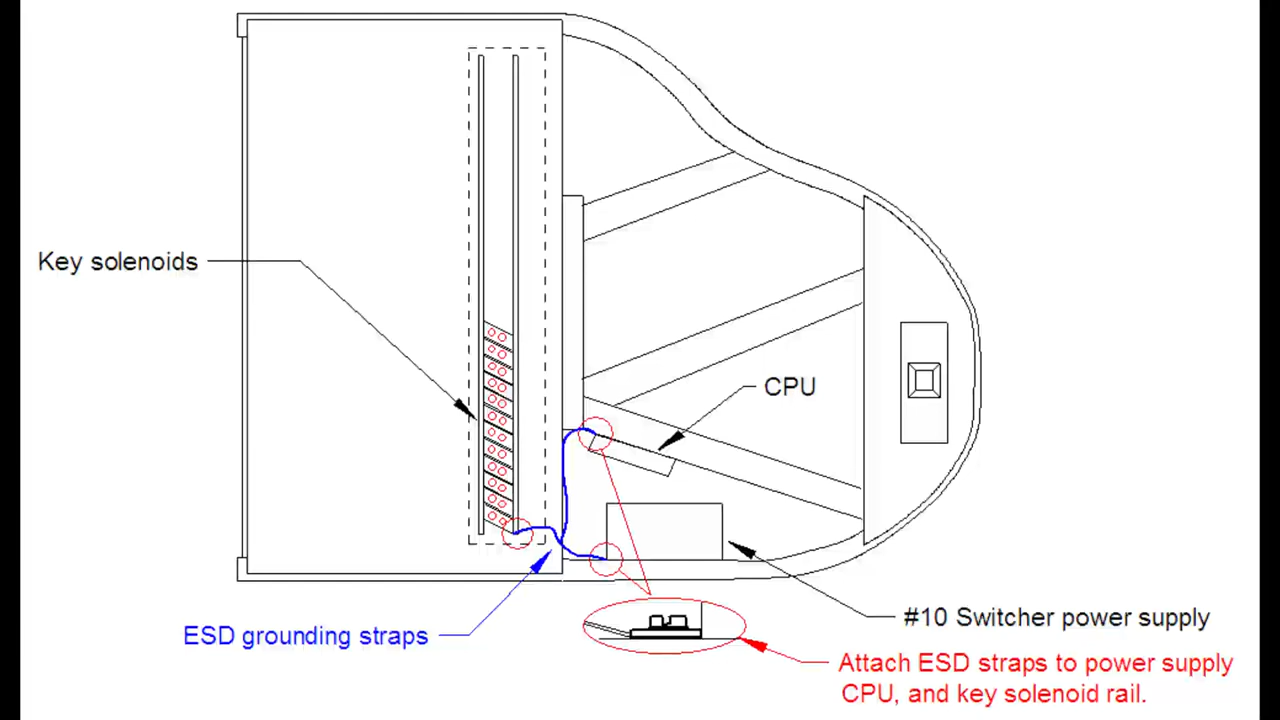 Key solenoids
CPU
#10 Switcher power supply
ESD grounding straps
Attach ESD straps to power supply
CPU, and key solenoid rail.